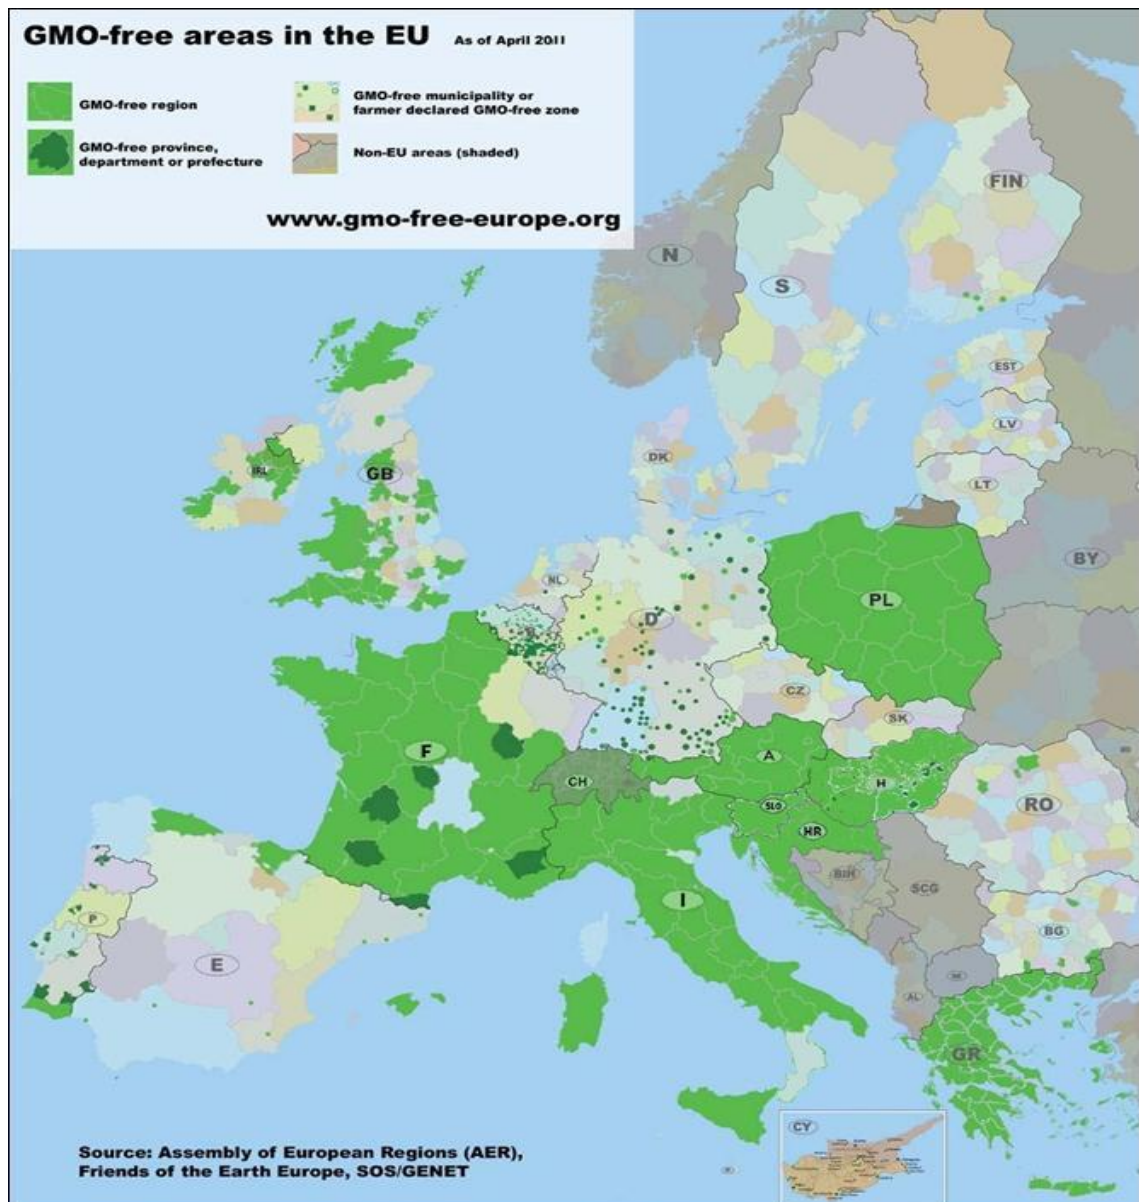 GMO-free areas in the EU As of April 2011
GMO-free region
GMO-free municipality or
farmer declared GMO-free zone
GMO-free province,
department or prefecture
Non-EU areas (shaded)
www.gmo-free-europe.org
FIN
N
S
EST
LV
DK
LT
IRL
GB
BY
NL
PL
B
D
CZ
SK
F
A
CH
H
SLO
RO
HR
BIH
SCG
I
P
BG
E
AL
GR
CY
Source: Assembly of European Regions (AER),
Friends of the Earth Europe, SOS/GENET